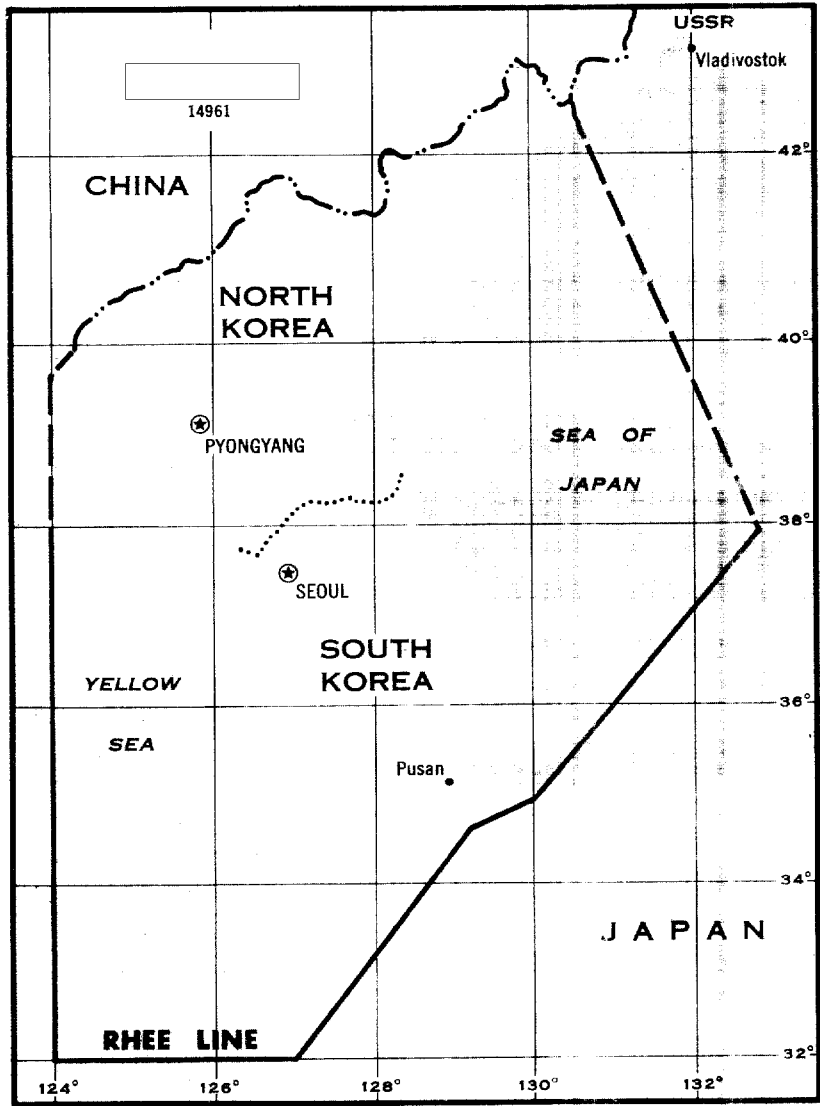 USSR
Vladivostok
14961
42°
CHINA
NORTH
KOREA
40°
PYONGYANG
SEA OF
JAPAN
38°
SEOUL
SOUTH
KOREA
YELLOW
SEA
36°
Pusan
34°
JAPAN
RHEE LINE
32°
124°
126°
128°
130°
132°